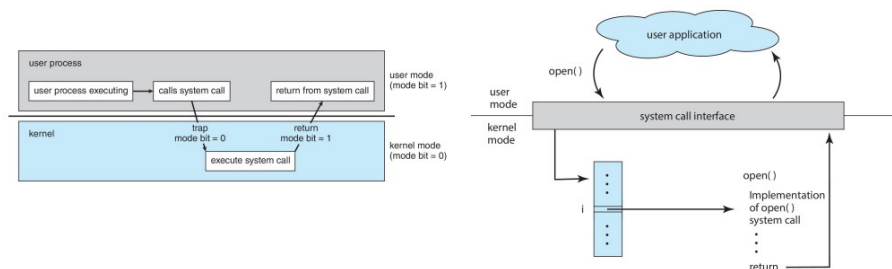 user process
user process executing
calls system call
return from system call
user mode
(mode bit = 1)
kernel
trap
mode bit = 0
return
mode bit = 1
execute system call
kernel mode
(mode bit = 0)
user application
open( )
user
mode
system call interface
kernel
mode
i
open( )
Implementation
of open( )
system call
return